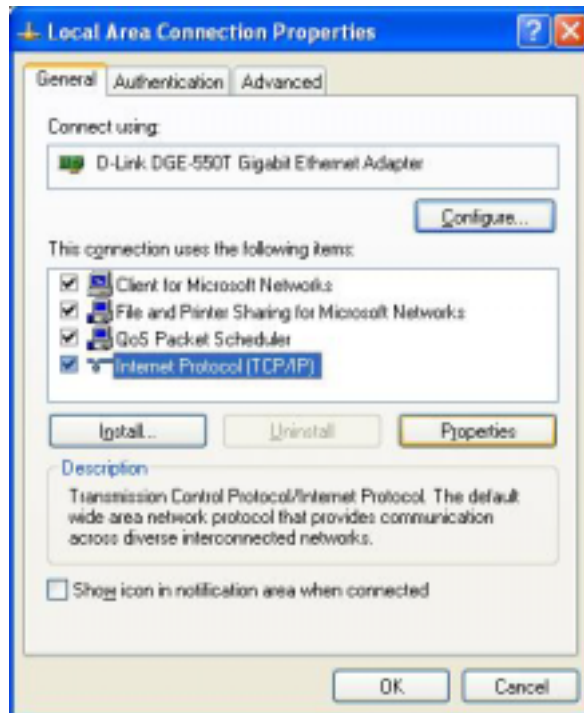 Local Area Connection Properties
General Authentication Advanced
Connect using:
D-Link DGE-550T Gigabit Ethernet Adapter
Configure...
This connection uses the following items:
Client for Microsoft Networks
File and Printer Sharing for Microsoft Networks
QoS Packet Scheduler
Internet Protocol (TCP/IP)
Install... Uninstall Properties
Description
Transmission Control Protocol/Internet Protocol. The default
wide area network protocol that provides communication
across diverse interconnected networks.
Show icon in notification area when connected
OK Cancel